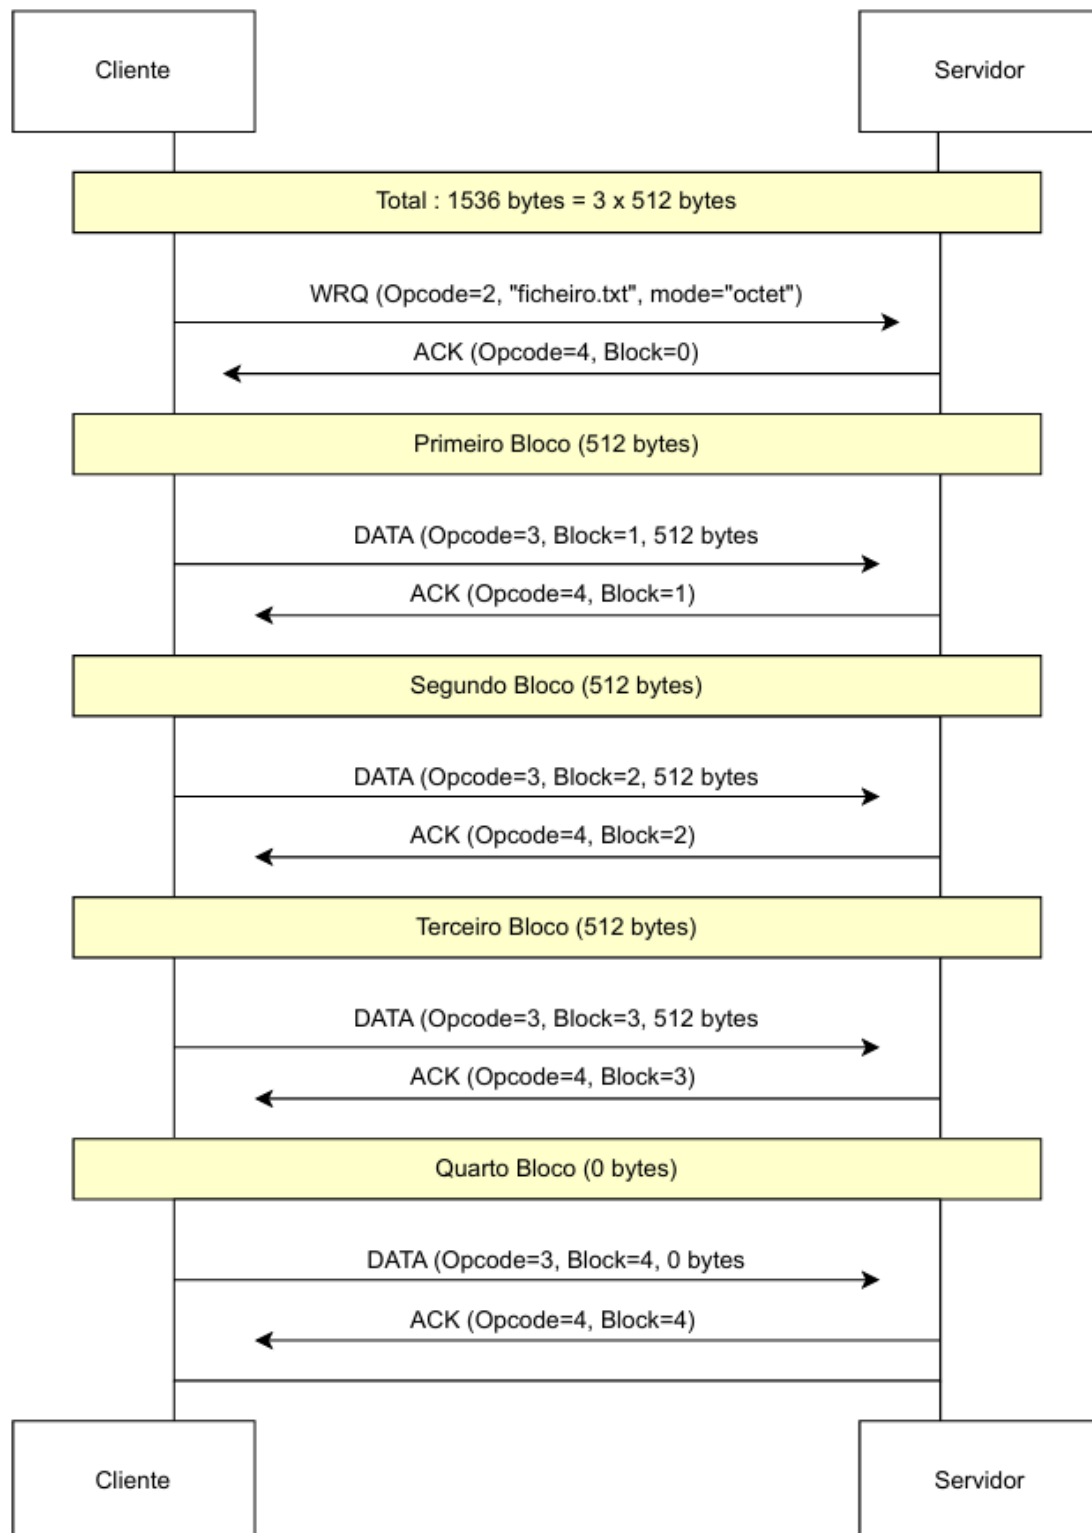 Cliente
Servidor
Total : 1536 bytes = 3 x 512 bytes
WRQ (Opcode=2, "ficheiro.txt", mode="octet")
ACK (Opcode=4, Block=0)
Primeiro Bloco (512 bytes)
DATA (Opcode=3, Block=1, 512 bytes
ACK (Opcode=4, Block=1)
Segundo Bloco (512 bytes)
DATA (Opcode=3, Block=2, 512 bytes
ACK (Opcode=4, Block=2)
Terceiro Bloco (512 bytes)
DATA (Opcode=3, Block=3, 512 bytes
ACK (Opcode=4, Block=3)
Quarto Bloco (0 bytes)
DATA (Opcode=3, Block=4, 0 bytes
ACK (Opcode=4, Block=4)
Cliente
Servidor